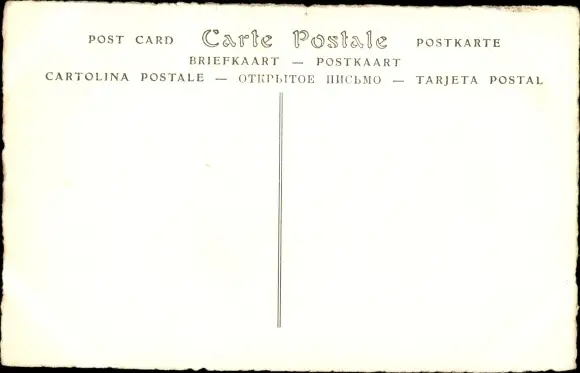 POST CARD Carte Postale POSTKARTE
BRIEFKAART — POSTKAART
CARTOLINA POSTALE — ОТКРЫТОЕ ПИСЬМО — TARJETA POSTAL